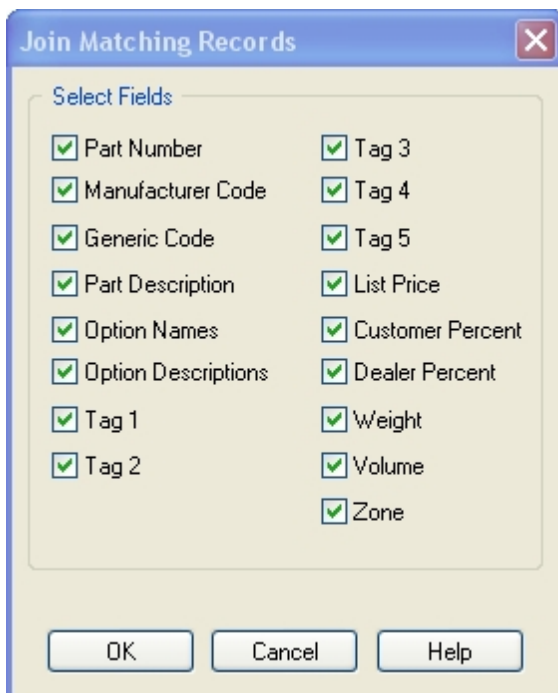 Join Matching Records
Select Fields
Part Number
Manufacturer Code
Generic Code
Part Description
Option Names
Option Descriptions
Tag 1
Tag 2
Tag 3
Tag 4
Tag 5
List Price
Customer Percent
Dealer Percent
Weight
Volume
Zone
OK
Cancel
Help